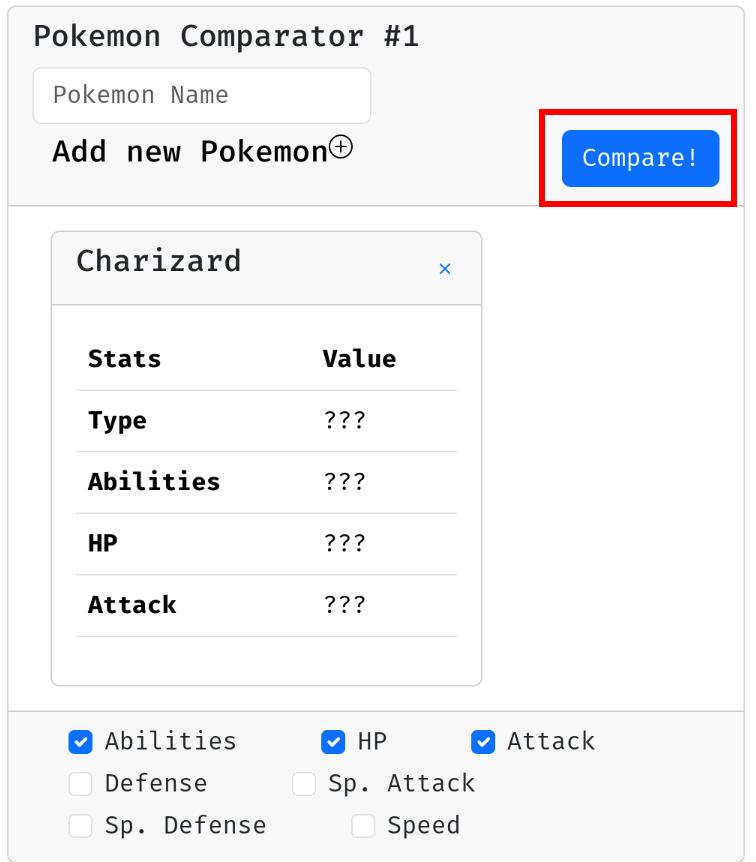 Pokemon Comparator #1
Pokemon Name
Add new Pokemon
Compare!
Charizard ×
Stats Value
Type ???
Abilities ???
HP ???
Attack ???
Abilities HP Attack
Defense Sp. Attack
Sp. Defense Speed